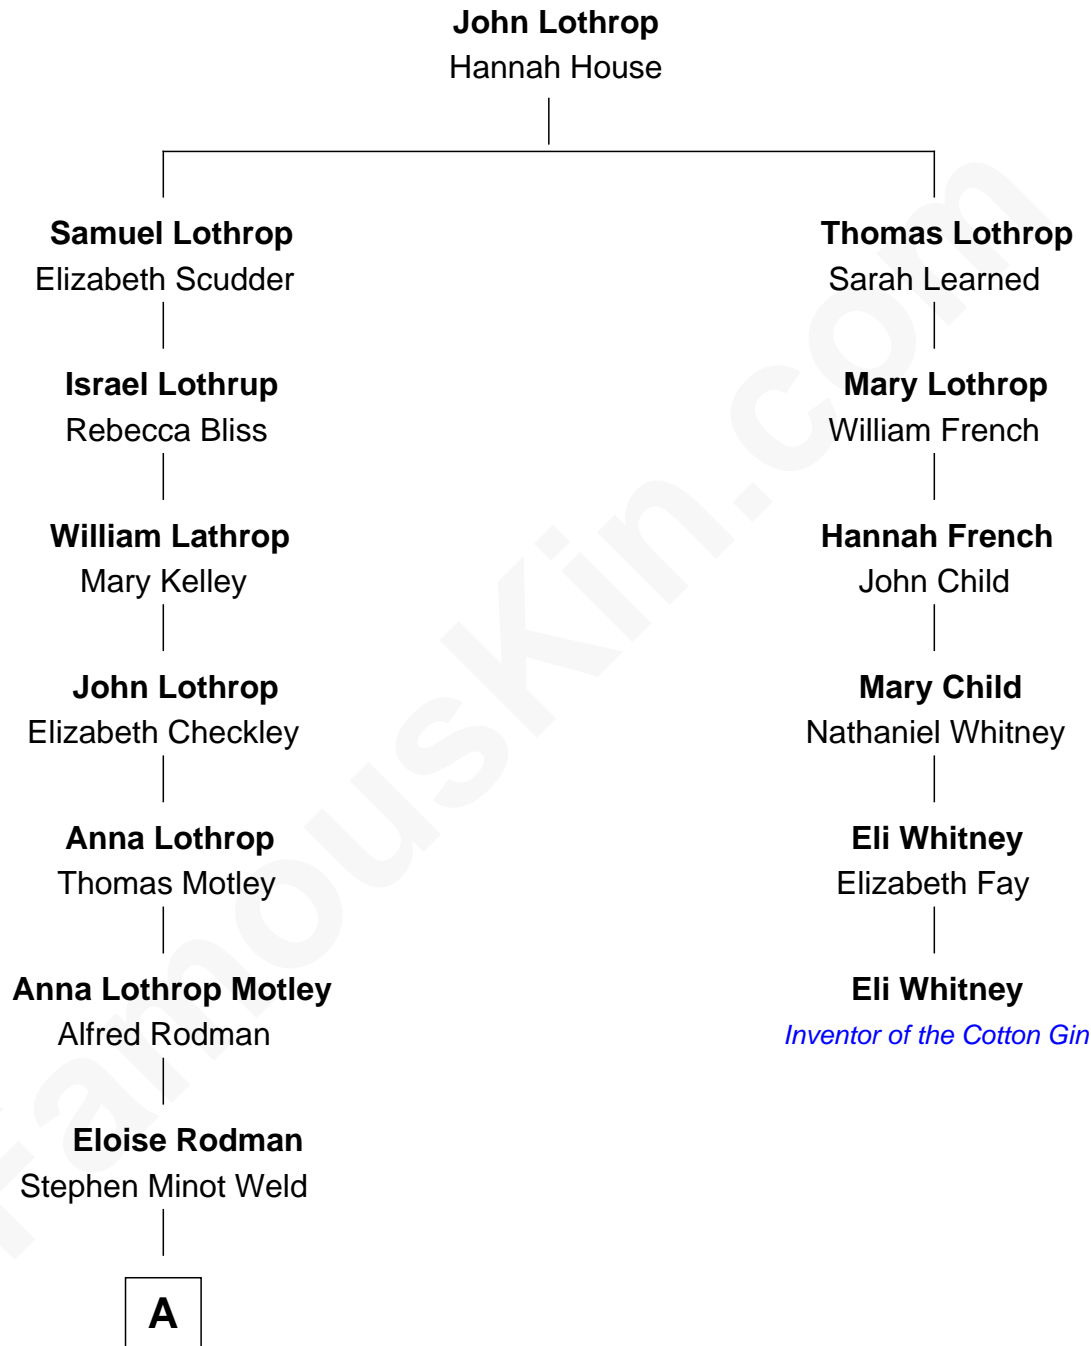 John Lothrop
Hannah House
Samuel Lothrop
Elizabeth Scudder
Thomas Lothrop
Sarah Learned
Israel Lothrup
Rebecca Bliss
Mary Lothrop
William French
William Lathrop
Mary Kelley
Hannah French
John Child
John Lothrop
Elizabeth Checkley
Mary Child
Nathaniel Whitney
Anna Lothrop
Thomas Motley
Eli Whitney
Elizabeth Fay
Anna Lothrop Motley
Alfred Rodman
Eli Whitney
Inventor of the Cotton Gin
Eloise Rodman
Stephen Minot Weld
A
FamousKin.com